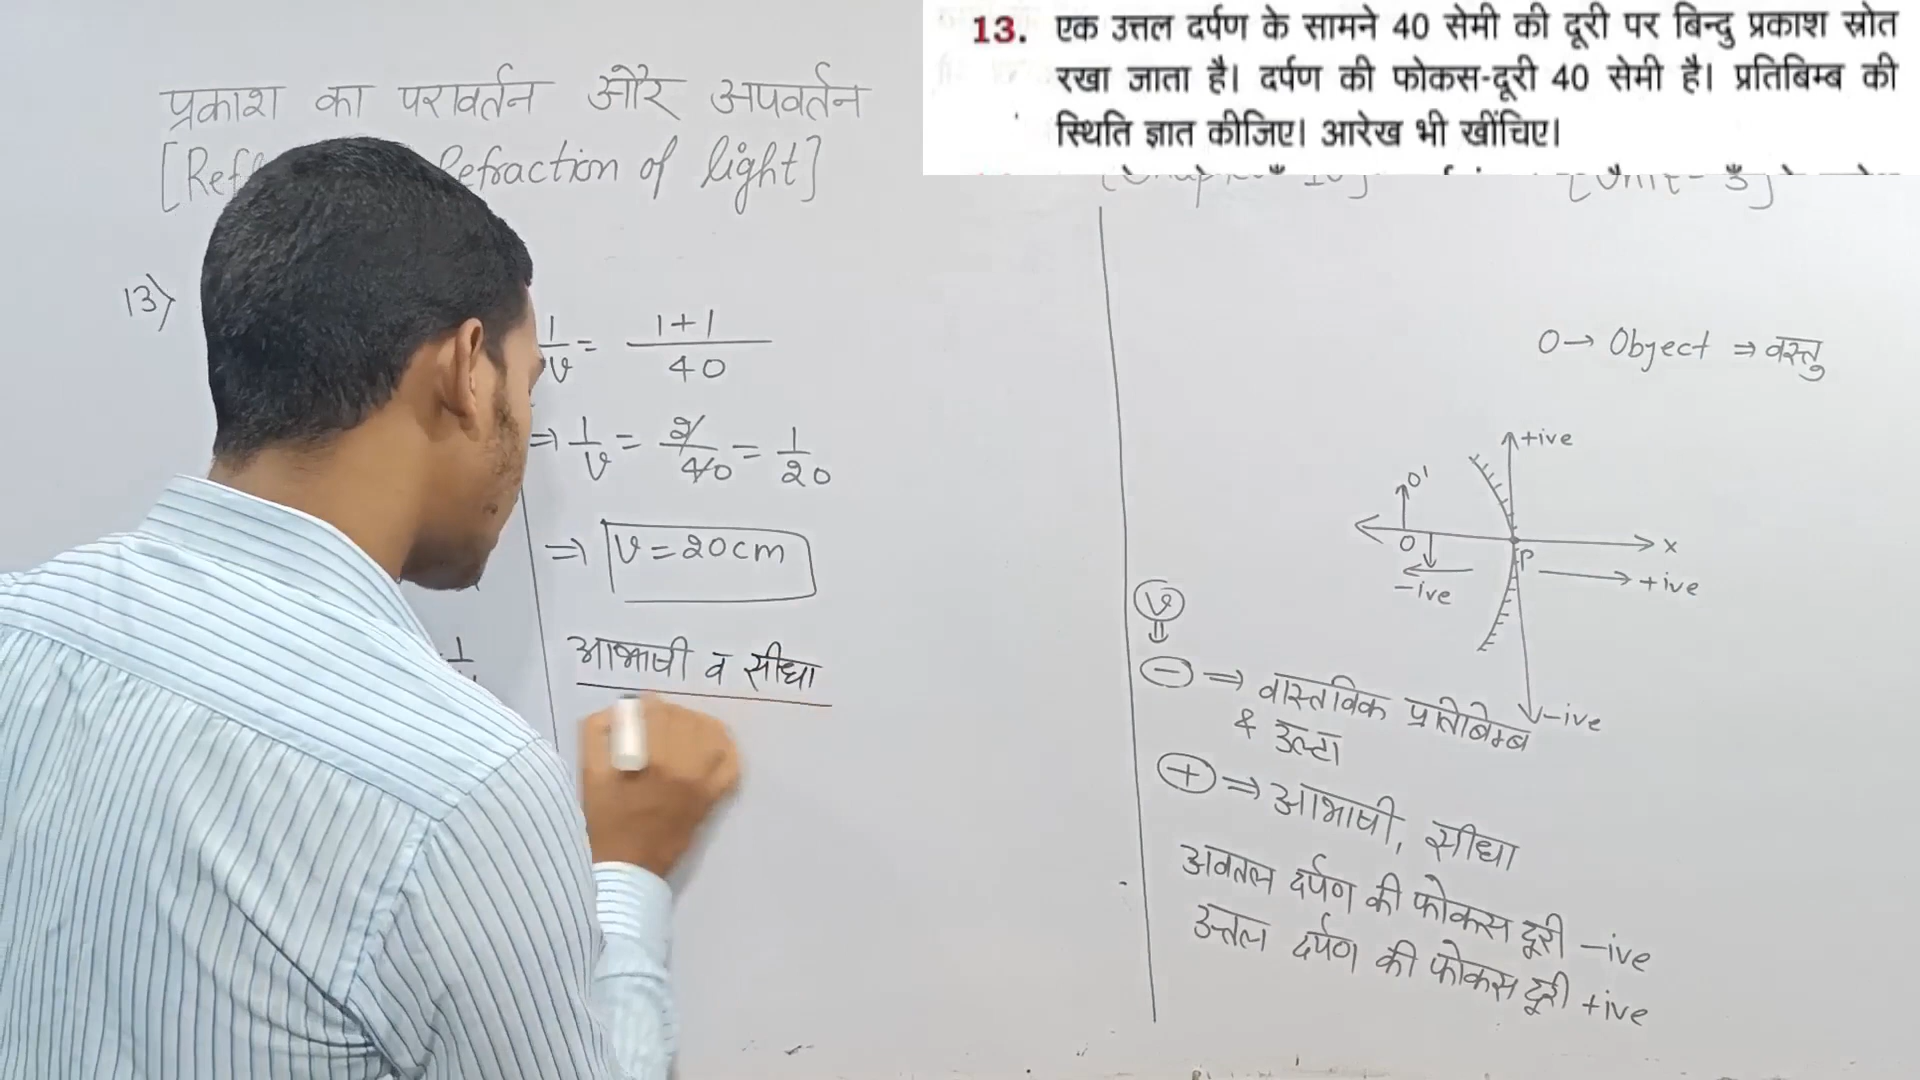 13. एक उत्तल दर्पण के सामने 40 सेमी की दूरी पर बिन्दु प्रकाश स्रोत
रखा जाता है। दर्पण की फोकस-दूरी 40 सेमी है। प्रतिबिम्ब की
स्थिति ज्ञात कीजिए। आरेख भी खींचिए।
प्रकाश का परावर्तन और अपवर्तन
[Ref efraction of light]
13)
1/v = 1+1/40
⇒ 1/v = 2/40 = 1/20
⇒ v = 20cm
आभाषी व सीधा
O → Object ⇒ वस्तु
+ive
O'
O
P
x
-ive
+ive
-ive
v
⇓
- ⇒ वास्तविक प्रतिबिम्ब
& उल्टा
+ ⇒ आभाषी, सीधा
अवतल दर्पण की फोकस दूरी -ive
उत्तल दर्पण की फोकस दूरी +ive